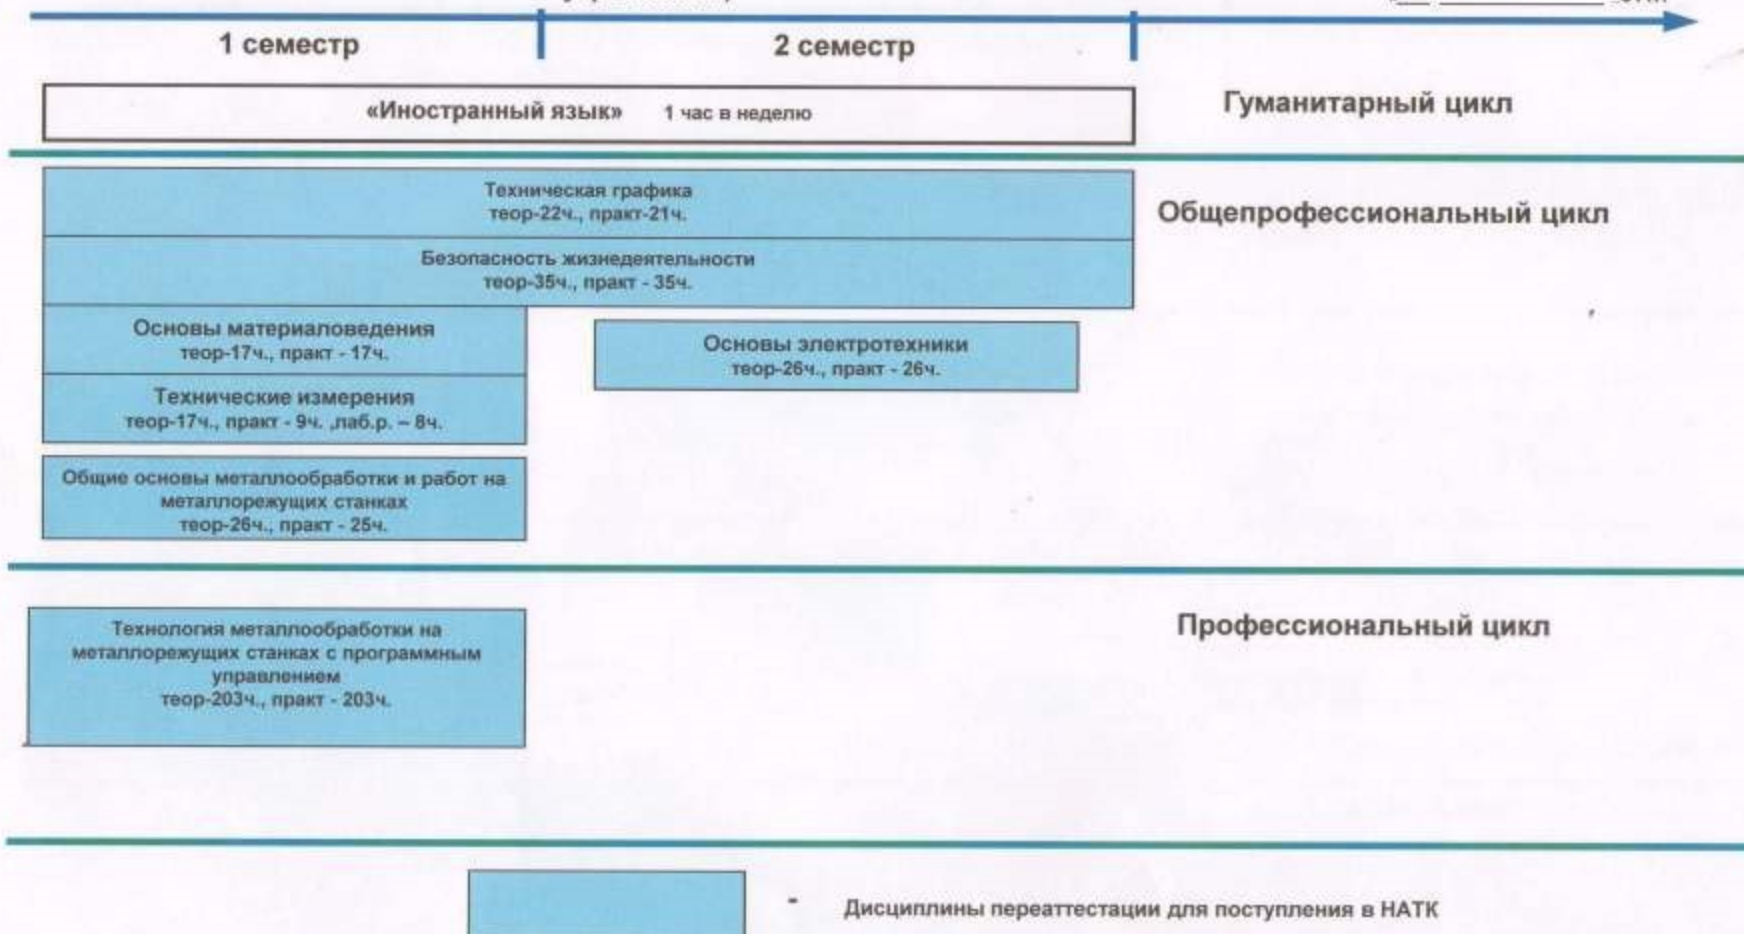 1 семестр
2 семестр
«Иностранный язык» 1 час в неделю
Гуманитарный цикл
Техническая графика
теор-22ч., практ-21ч.
Общепрофессиональный цикл
Безопасность жизнедеятельности
теор-35ч., практ - 35ч.
Основы материаловедения
теор-17ч., практ - 17ч.
Основы электротехники
теор-26ч., практ - 26ч.
Технические измерения
теор-17ч., практ - 9ч. ,лаб.р. – 8ч.
Общие основы металлообработки и работ на
металлорежущих станках
теор-26ч., практ - 25ч.
Технология металлообработки на
металлорежущих станках с программным
управлением
теор-203ч., практ - 203ч.
Профессиональный цикл
- Дисциплины переаттестации для поступления в НАТК